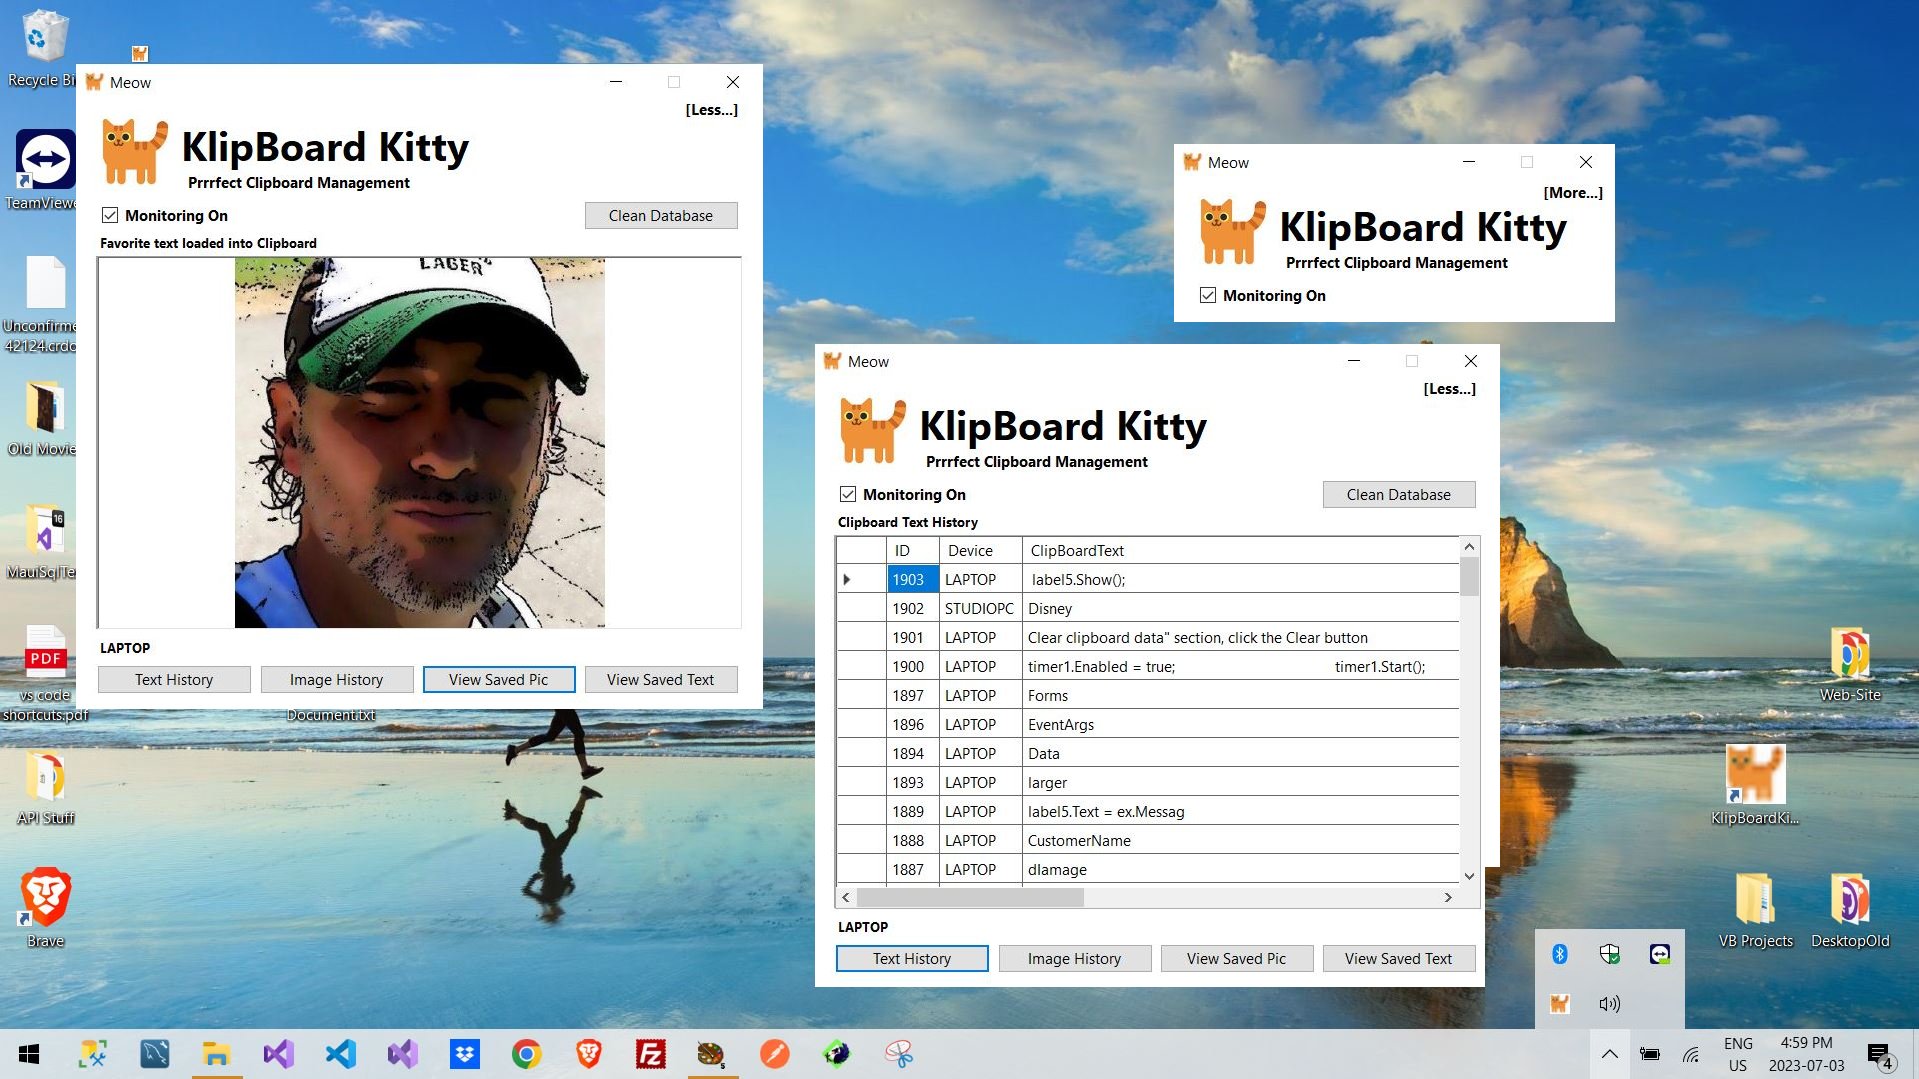 Recycle Bi
TeamViewe
Unconfirme
42124.crdo
Old Movie
16
MauiSqlTe
PDF
vs code
shortcuts.pdf
API Stuff
Brave
Meow
[Less...]
KlipBoard Kitty
Prrrfect Clipboard Management
Monitoring On
Clean Database
Favorite text loaded into Clipboard
LAGER
LAPTOP
Text History
Image History
View Saved Pic
View Saved Text
Document.txt
Meow
[More...]
KlipBoard Kitty
Prrrfect Clipboard Management
Monitoring On
Meow
[Less...]
KlipBoard Kitty
Prrrfect Clipboard Management
Monitoring On
Clean Database
Clipboard Text History
ID Device ClipBoardText
1903 LAPTOP label5.Show();
1902 STUDIOPC Disney
1901 LAPTOP Clear clipboard data" section, click the Clear button
1900 LAPTOP timer1.Enabled = true; timer1.Start();
1897 LAPTOP Forms
1896 LAPTOP EventArgs
1894 LAPTOP Data
1893 LAPTOP larger
1889 LAPTOP label5.Text = ex.Messag
1888 LAPTOP CustomerName
1887 LAPTOP dIamage
LAPTOP
Text History
Image History
View Saved Pic
View Saved Text
Web-Site
KlipBoardKi...
VB Projects
DesktopOld
Fz
ENG
US
4:59 PM
2023-07-03
4